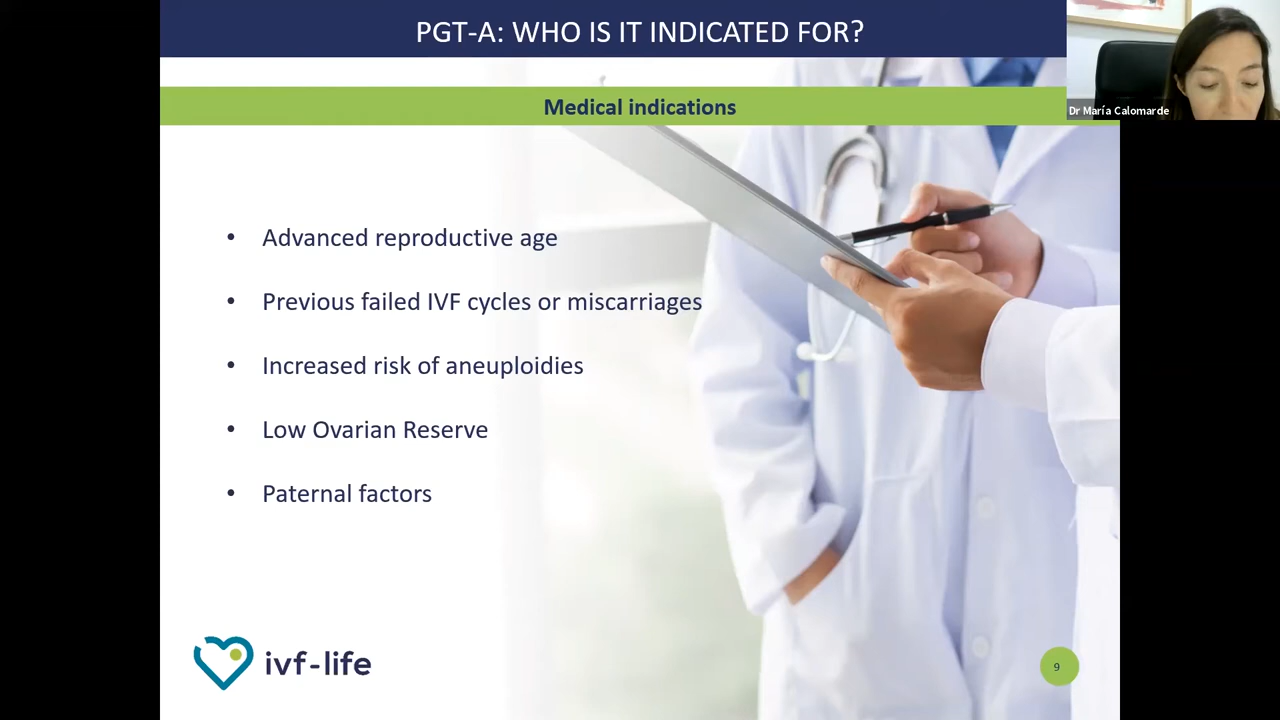 PGT-A: WHO IS IT INDICATED FOR?
Dr María Calomarde
Medical indications
• Advanced reproductive age
• Previous failed IVF cycles or miscarriages
• Increased risk of aneuploidies
• Low Ovarian Reserve
• Paternal factors
ivf-life
9